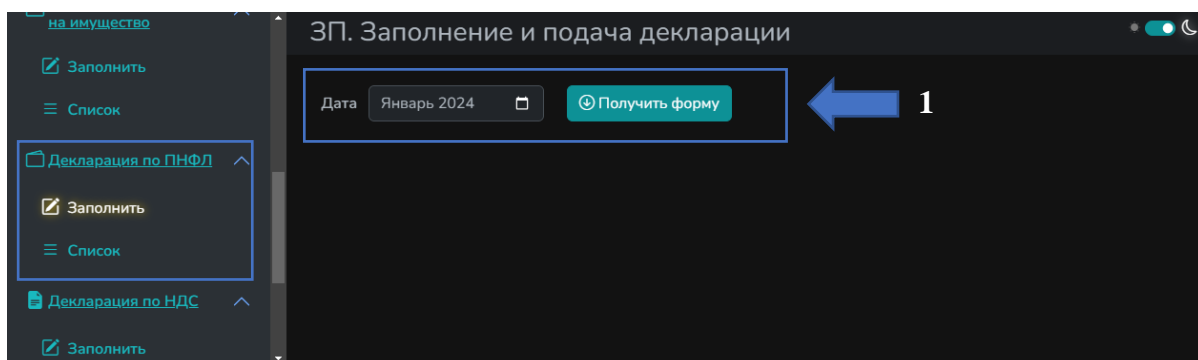 на имущество
Заполнить
Список
Декларация по ПНФЛ
Заполнить
Список
Декларация по НДС
Заполнить
ЗП. Заполнение и подача декларации
Дата Январь 2024 Получить форму
1